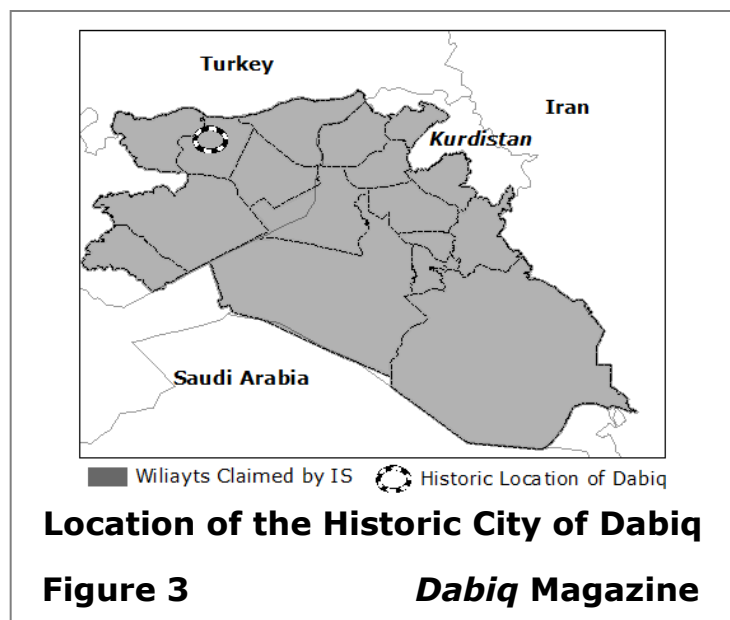 Turkey
Iran
Kurdistan
Saudi Arabia
Wiliayts Claimed by IS Historic Location of Dabiq
Location of the Historic City of Dabiq
Figure 3 Dabiq Magazine